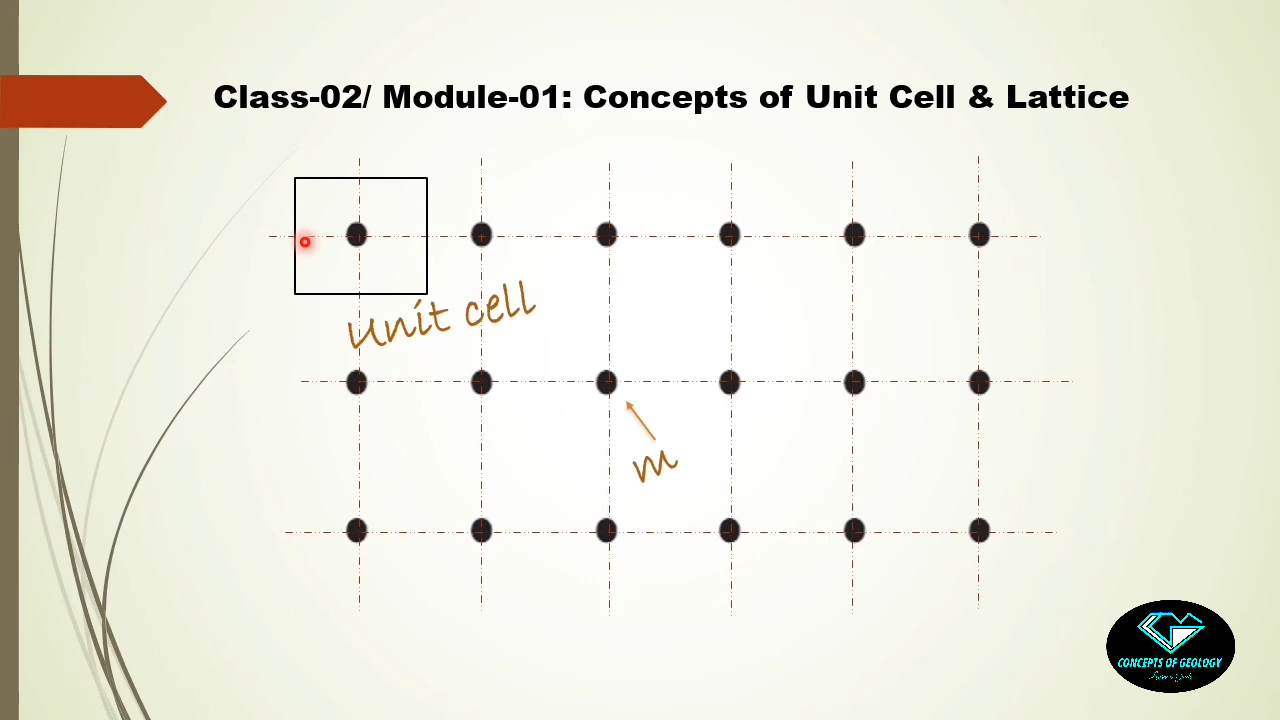 Class-02/ Module-01: Concepts of Unit Cell & Lattice
Unit cell
m
CONCEPTS OF GEOLOGY